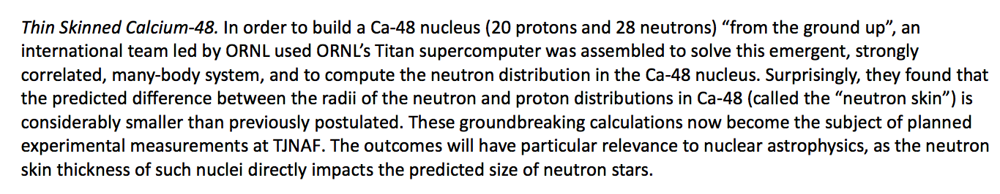 Thin Skinned Calcium-48. In order to build a Ca-48 nucleus (20 protons and 28 neutrons) “from the ground up”, an
international team led by ORNL used ORNL’s Titan supercomputer was assembled to solve this emergent, strongly
correlated, many-body system, and to compute the neutron distribution in the Ca-48 nucleus. Surprisingly, they found that
the predicted difference between the radii of the neutron and proton distributions in Ca-48 (called the “neutron skin”) is
considerably smaller than previously postulated. These groundbreaking calculations now become the subject of planned
experimental measurements at TJNAF. The outcomes will have particular relevance to nuclear astrophysics, as the neutron
skin thickness of such nuclei directly impacts the predicted size of neutron stars.